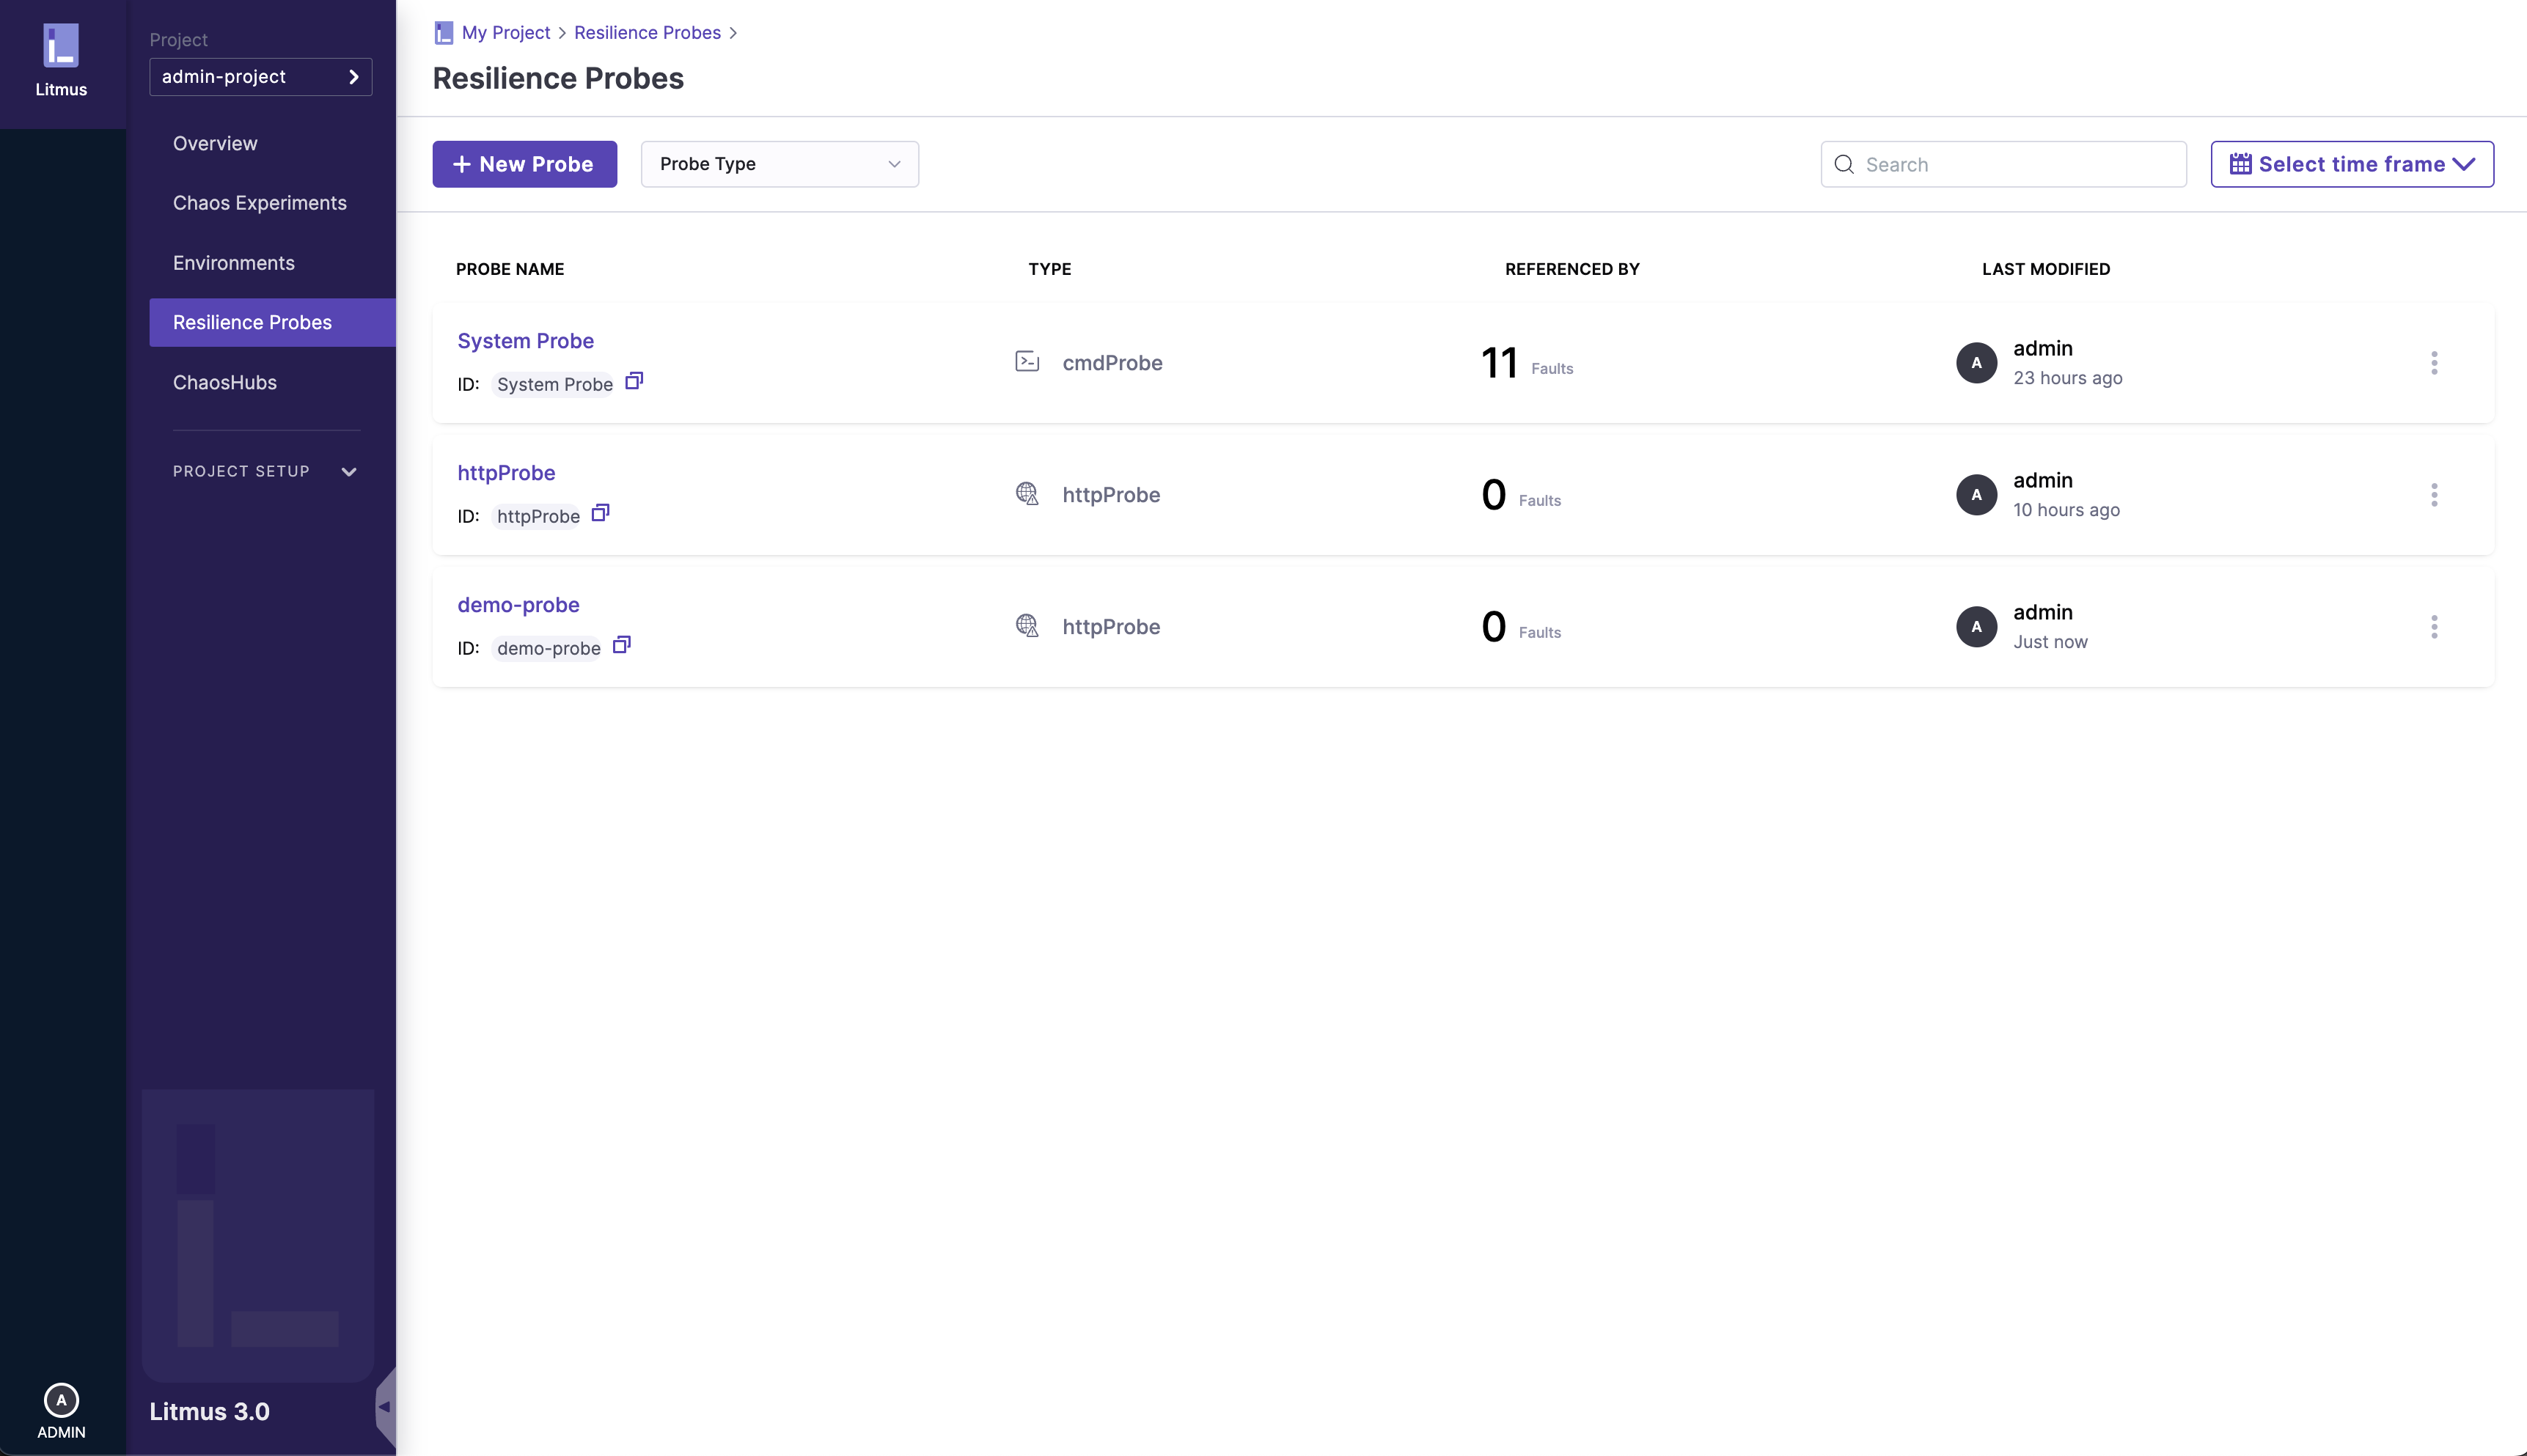 Litmus
Project
admin-project
Overview
Chaos Experiments
Environments
Resilience Probes
ChaosHubs
PROJECT SETUP
Litmus 3.0
A
ADMIN
My Project > Resilience Probes >
Resilience Probes
+ New Probe
Probe Type
Search
Select time frame
PROBE NAME TYPE REFERENCED BY LAST MODIFIED
System Probe
ID: System Probe
cmdProbe
11 Faults
A
admin
23 hours ago
httpProbe
ID: httpProbe
httpProbe
0 Faults
A
admin
10 hours ago
demo-probe
ID: demo-probe
httpProbe
0 Faults
A
admin
Just now